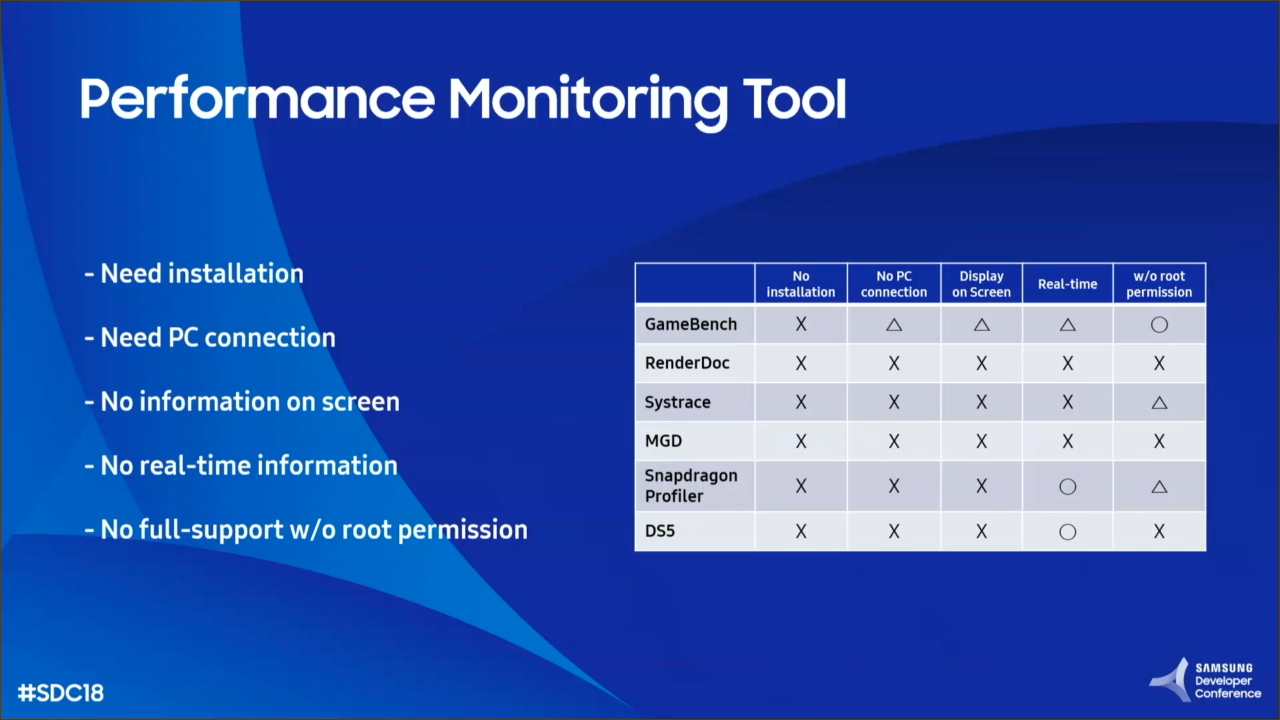 Performance Monitoring Tool
- Need installation
- Need PC connection
- No information on screen
- No real-time information
- No full-support w/o root permission
No installation No PC connection Display on Screen Real-time w/o root permission
GameBench X △ △ △ ○
RenderDoc X X X X X
Systrace X X X X △
MGD X X X X X
Snapdragon Profiler X X X ○ △
DS5 X X X ○ X
#SDC18
SAMSUNG
Developer
Conference